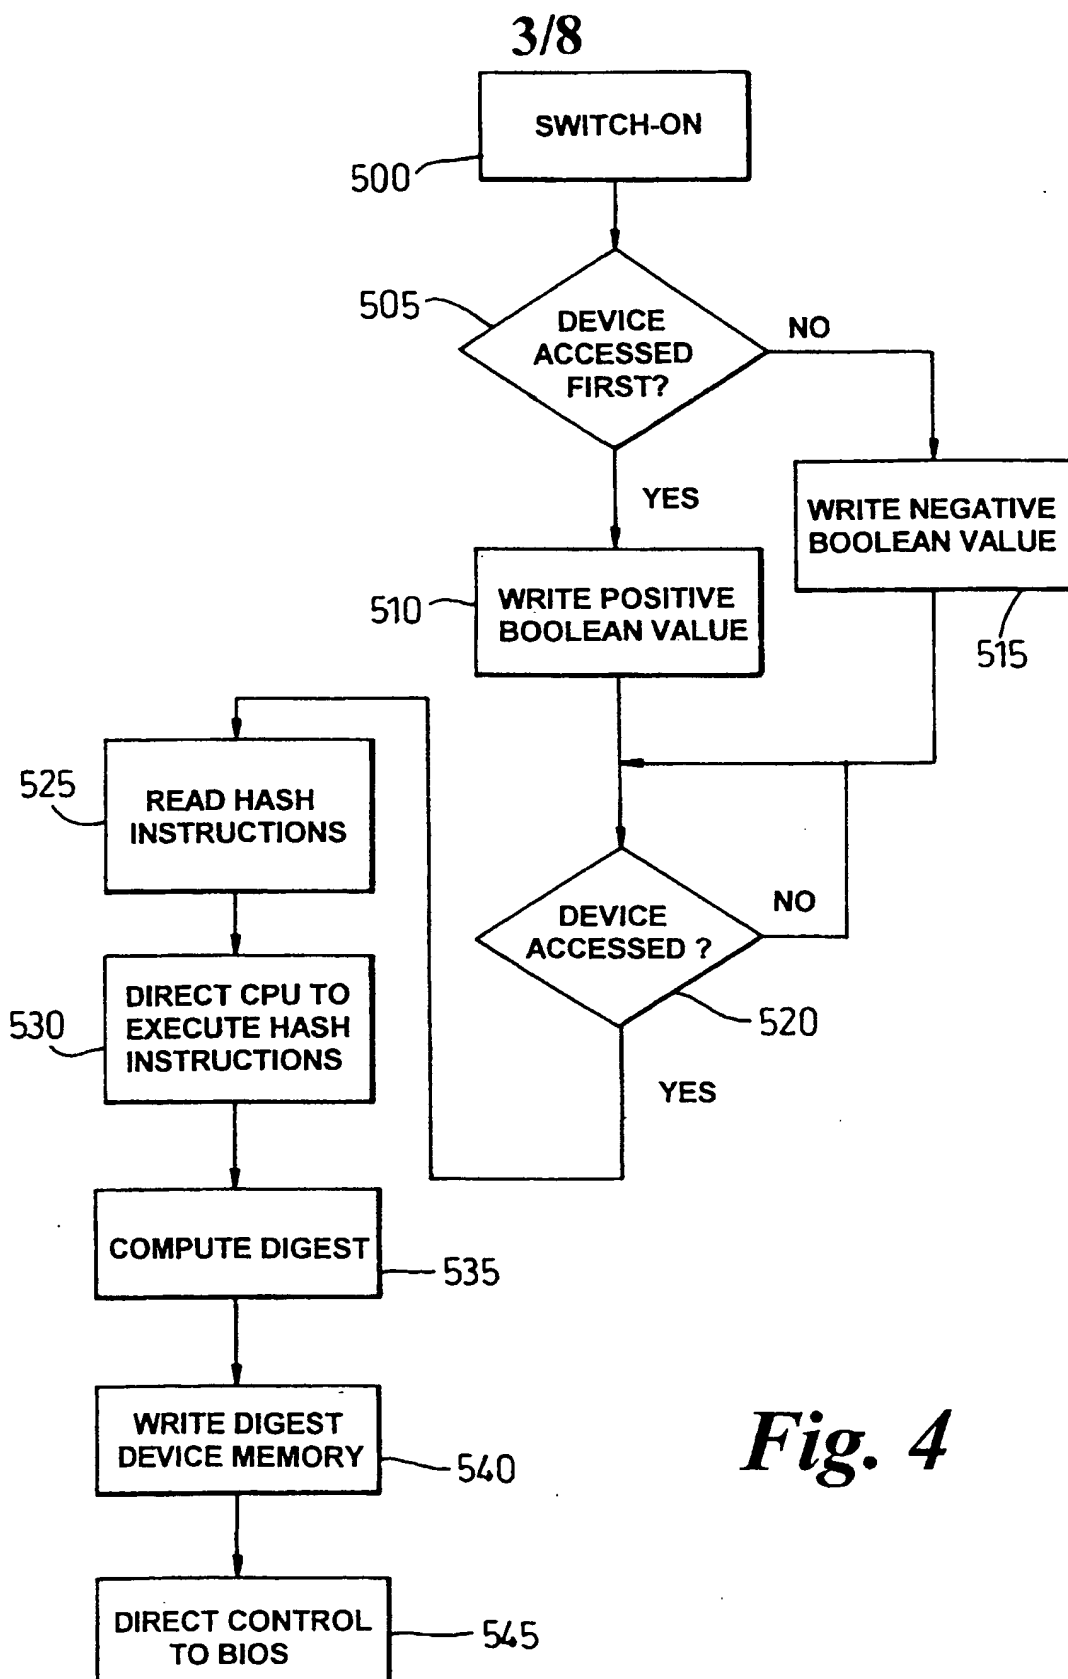 3/8
SWITCH-ON
500
505
DEVICE
ACCESSED
FIRST?
NO
YES
WRITE NEGATIVE
BOOLEAN VALUE
515
510
WRITE POSITIVE
BOOLEAN VALUE
525
READ HASH
INSTRUCTIONS
DEVICE
ACCESSED ?
NO
520
YES
530
DIRECT CPU TO
EXECUTE HASH
INSTRUCTIONS
COMPUTE DIGEST
535
WRITE DIGEST
DEVICE MEMORY
540
DIRECT CONTROL
TO BIOS
545
Fig. 4